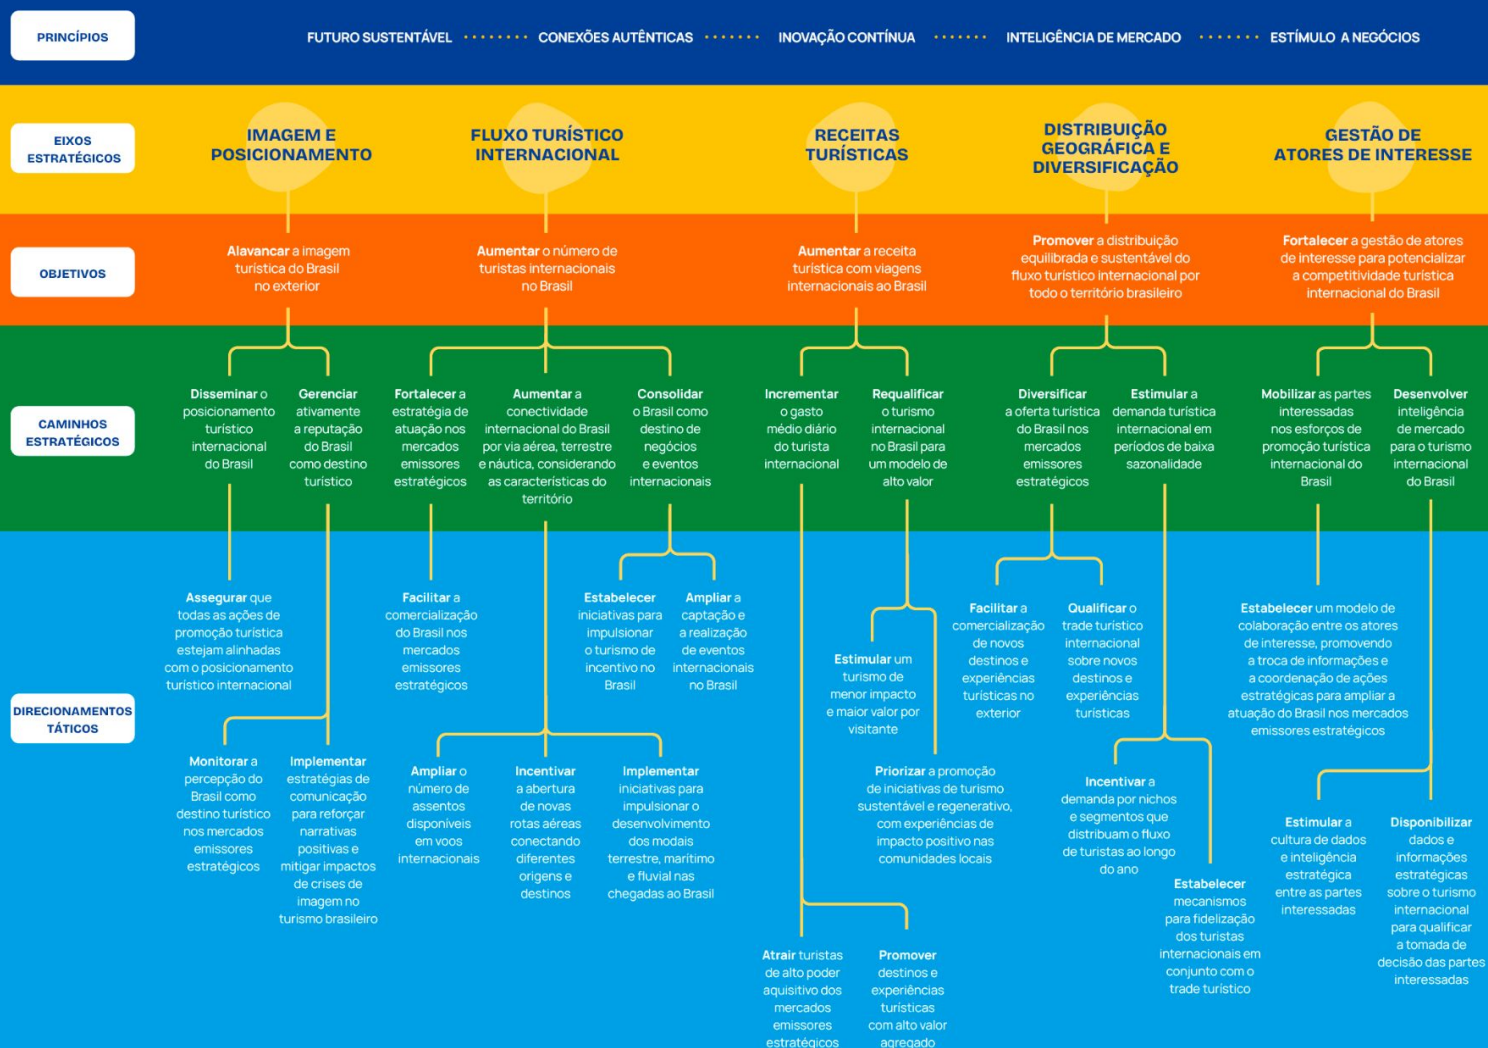 PRINCÍPIOS
FUTURO SUSTENTÁVEL
CONEXÕES AUTÊNTICAS
INOVAÇÃO CONTÍNUA
INTELIGÊNCIA DE MERCADO
ESTÍMULO A NEGÓCIOS
EIXOS
ESTRATÉGICOS
IMAGEM E
POSICIONAMENTO
FLUXO TURÍSTICO
INTERNACIONAL
RECEITAS
TURÍSTICAS
DISTRIBUIÇÃO
GEOGRÁFICA E
DIVERSIFICAÇÃO
GESTÃO DE
ATORES DE INTERESSE
OBJETIVOS
Alavancar a imagem
turística do Brasil
no exterior
Aumentar o número de
turistas internacionais
no Brasil
Aumentar a receita
turística com viagens
internacionais ao Brasil
Promover a distribuição
equilibrada e sustentável do
fluxo turístico internacional por
todo o território brasileiro
Fortalecer a gestão de atores
de interesse para potencializar
a competitividade turística
internacional do Brasil
CAMINHOS
ESTRATÉGICOS
Disseminar o
posicionamento
turístico
internacional
do Brasil
Gerenciar
ativamente
a reputação
do Brasil
como destino
turístico
Fortalecer a
estratégia de
atuação nos
mercados
emissores
estratégicos
Aumentar a
conectividade
internacional do Brasil
por via aérea, terrestre
e náutica, considerando
as características do
território
Consolidar
o Brasil como
destino de
negócios
e eventos
internacionais
Incrementar
o gasto
médio diário
do turista
internacional
Requalificar
o turismo
internacional
no Brasil para
um modelo de
alto valor
Diversificar
a oferta turística
do Brasil nos
mercados
emissores
estratégicos
Estimular a
demanda turística
internacional em
períodos de baixa
sazonalidade
Mobilizar as partes
interessadas
nos esforços de
promoção turística
internacional do
Brasil
Desenvolver
inteligência
de mercado
para o turismo
internacional
do Brasil
DIRECIONAMENTOS
TÁTICOS
Assegurar que
todas as ações de
promoção turística
estejam alinhadas
com o posicionamento
turístico internacional
Monitorar a
percepção do
Brasil como
destino turístico
nos mercados
emissores
estratégicos
Implementar
estratégias de
comunicação
para reforçar
narrativas
positivas e
mitigar impactos
de crises de
imagem no
turismo brasileiro
Facilitar a
comercialização
do Brasil nos
mercados
emissores
estratégicos
Ampliar o
número de
assentos
disponíveis
em voos
internacionais
Incentivar
a abertura
de novas
rotas aéreas
conectando
diferentes
origens e
destinos
Implementar
iniciativas para
impulsionar o
desenvolvimento
dos modais
terrestre, marítimo
e fluvial nas
chegadas ao Brasil
Estabelecer
iniciativas para
impulsionar
o turismo de
incentivo no
Brasil
Ampliar a
captação e
a realização
de eventos
internacionais
no Brasil
Estimular um
turismo de
menor impacto
e maior valor por
visitante
Priorizar a promoção
de iniciativas de turismo
sustentável e regenerativo,
com experiências de
impacto positivo nas
comunidades locais
Atrair turistas
de alto poder
aquisitivo dos
mercados
emissores
estratégicos
Promover
destinos e
experiências
turísticas
com alto valor
agregado
Facilitar a
comercialização
de novos
destinos e
experiências
turísticas no
exterior
Qualificar o
trade turístico
internacional
sobre novos
destinos e
experiências
turísticas
Incentivar a
demanda por nichos
e segmentos que
distribuam o fluxo
de turistas ao longo
do ano
Estabelecer
mecanismos
para fidelização
dos turistas
internacionais em
conjunto com o
trade turístico
Estabelecer um modelo de
colaboração entre os atores
de interesse, promovendo
a troca de informações e
a coordenação de ações
estratégicas para ampliar a
atuação do Brasil nos mercados
emissores estratégicos
Estimular a
cultura de dados
e inteligência
estratégica
entre as partes
interessadas
Disponibilizar
dados e
informações
estratégicas
sobre o turismo
internacional
para qualificar
a tomada de
decisão das partes
interessadas